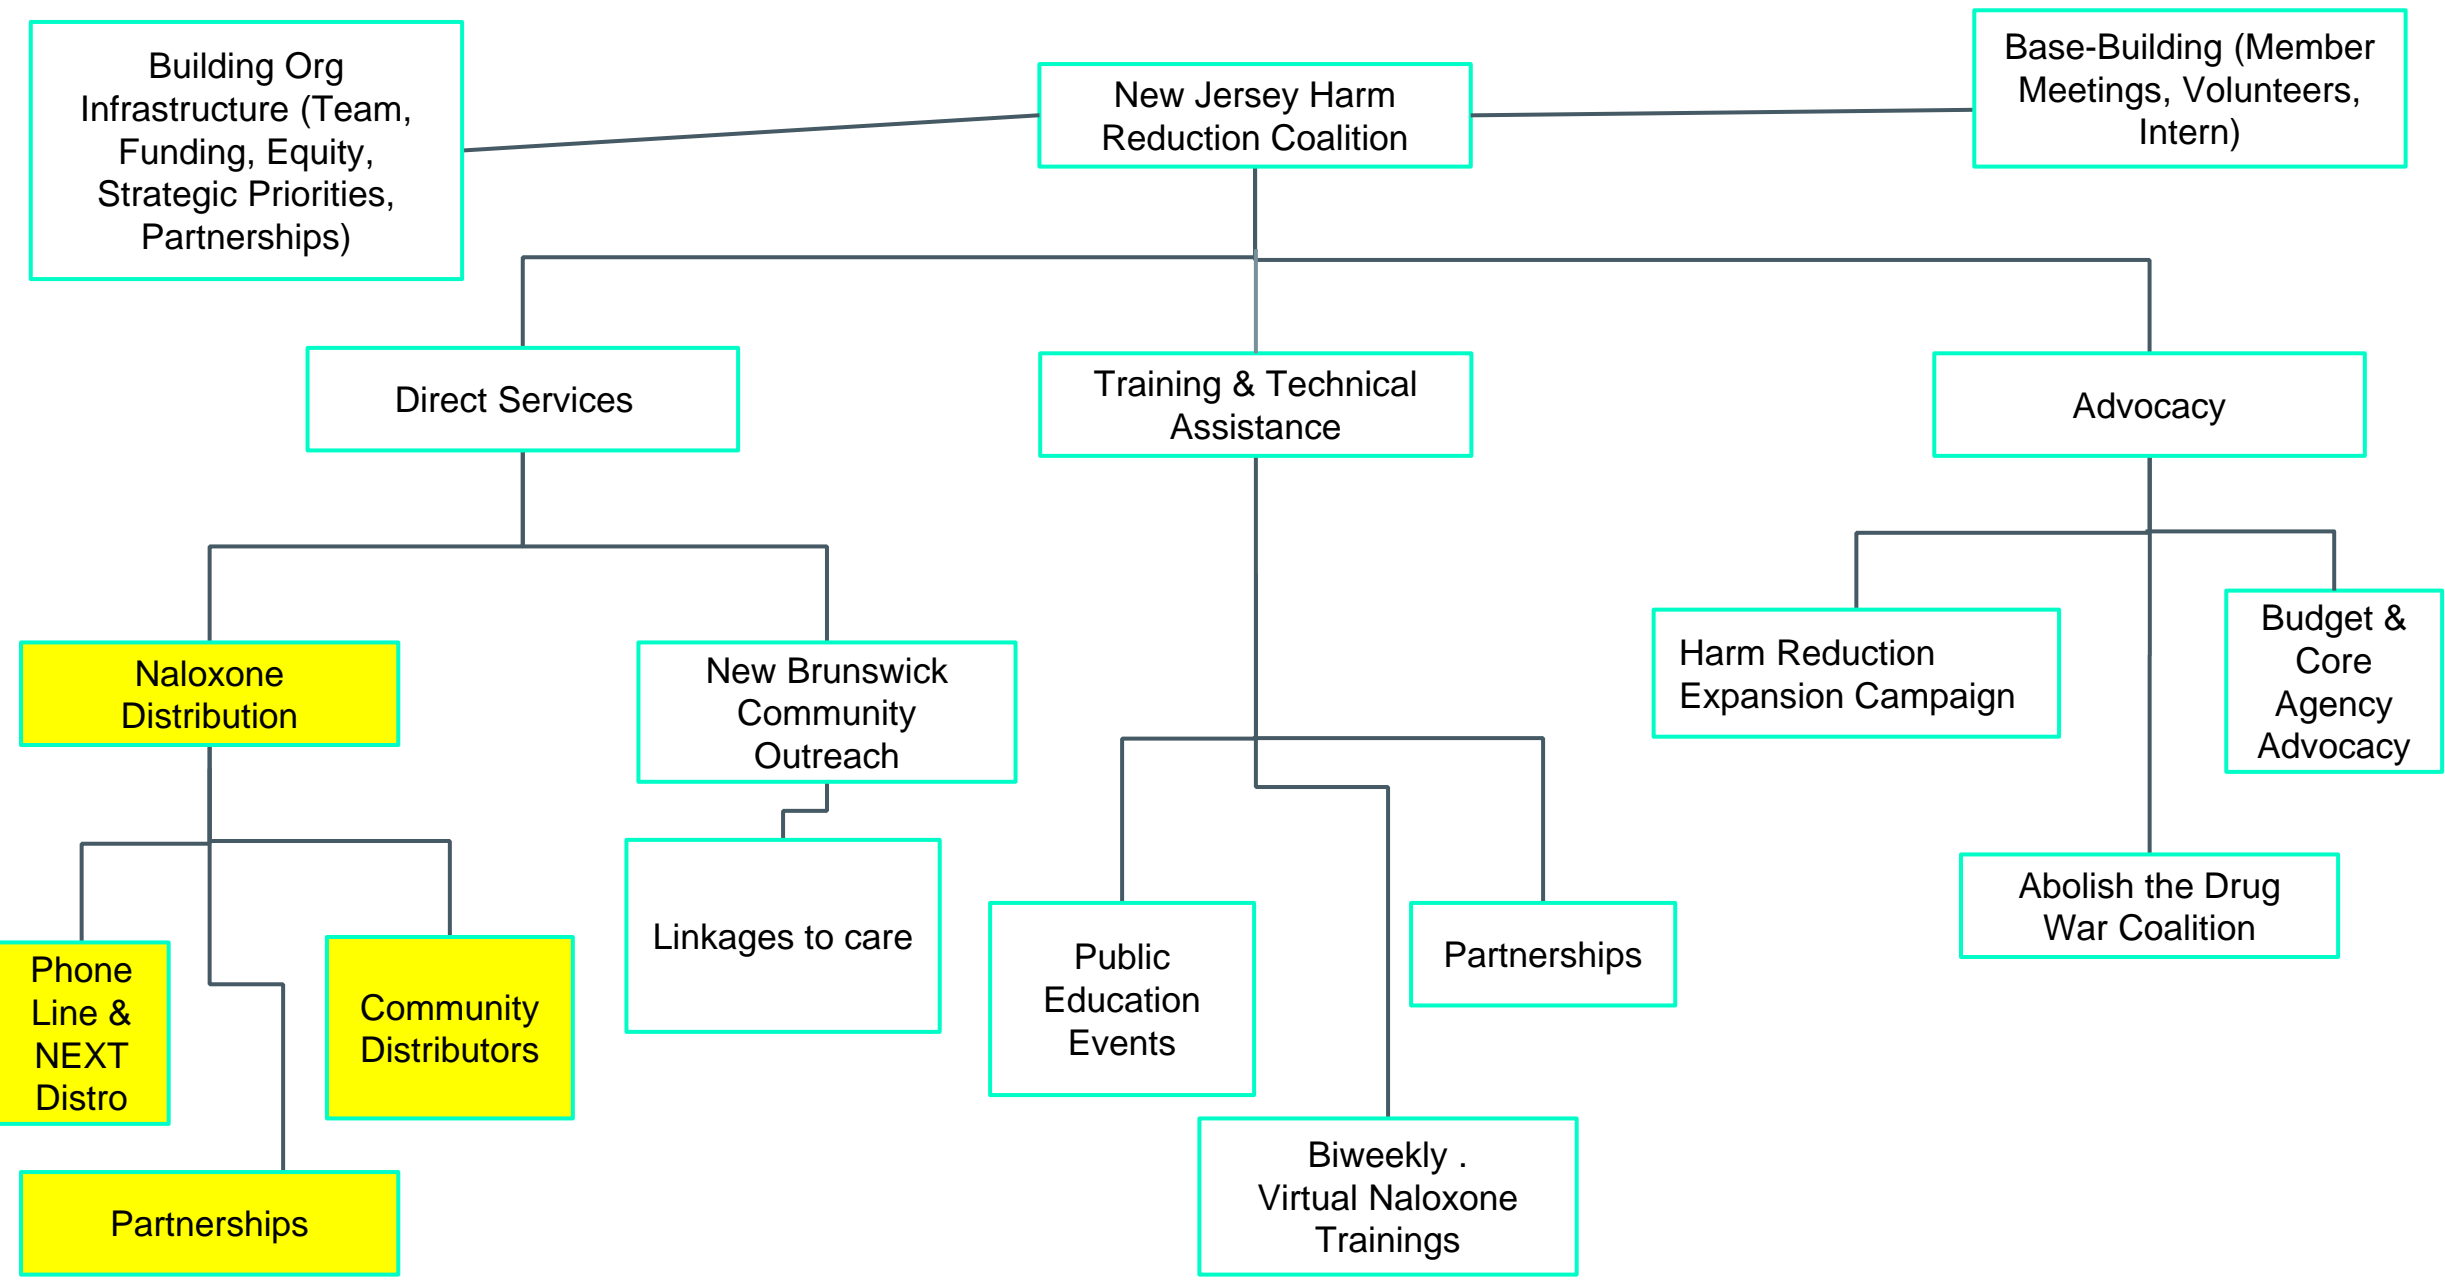 Building Org
Infrastructure (Team,
Funding, Equity,
Strategic Priorities,
Partnerships)
New Jersey Harm
Reduction Coalition
Base-Building (Member
Meetings, Volunteers,
Intern)
Direct Services
Training & Technical
Assistance
Advocacy
Naloxone
Distribution
New Brunswick
Community
Outreach
Harm Reduction
Expansion Campaign
Budget &
Core
Agency
Advocacy
Phone
Line &
NEXT
Distro
Community
Distributors
Linkages to care
Public
Education
Events
Partnerships
Abolish the Drug
War Coalition
Partnerships
Biweekly .
Virtual Naloxone
Trainings